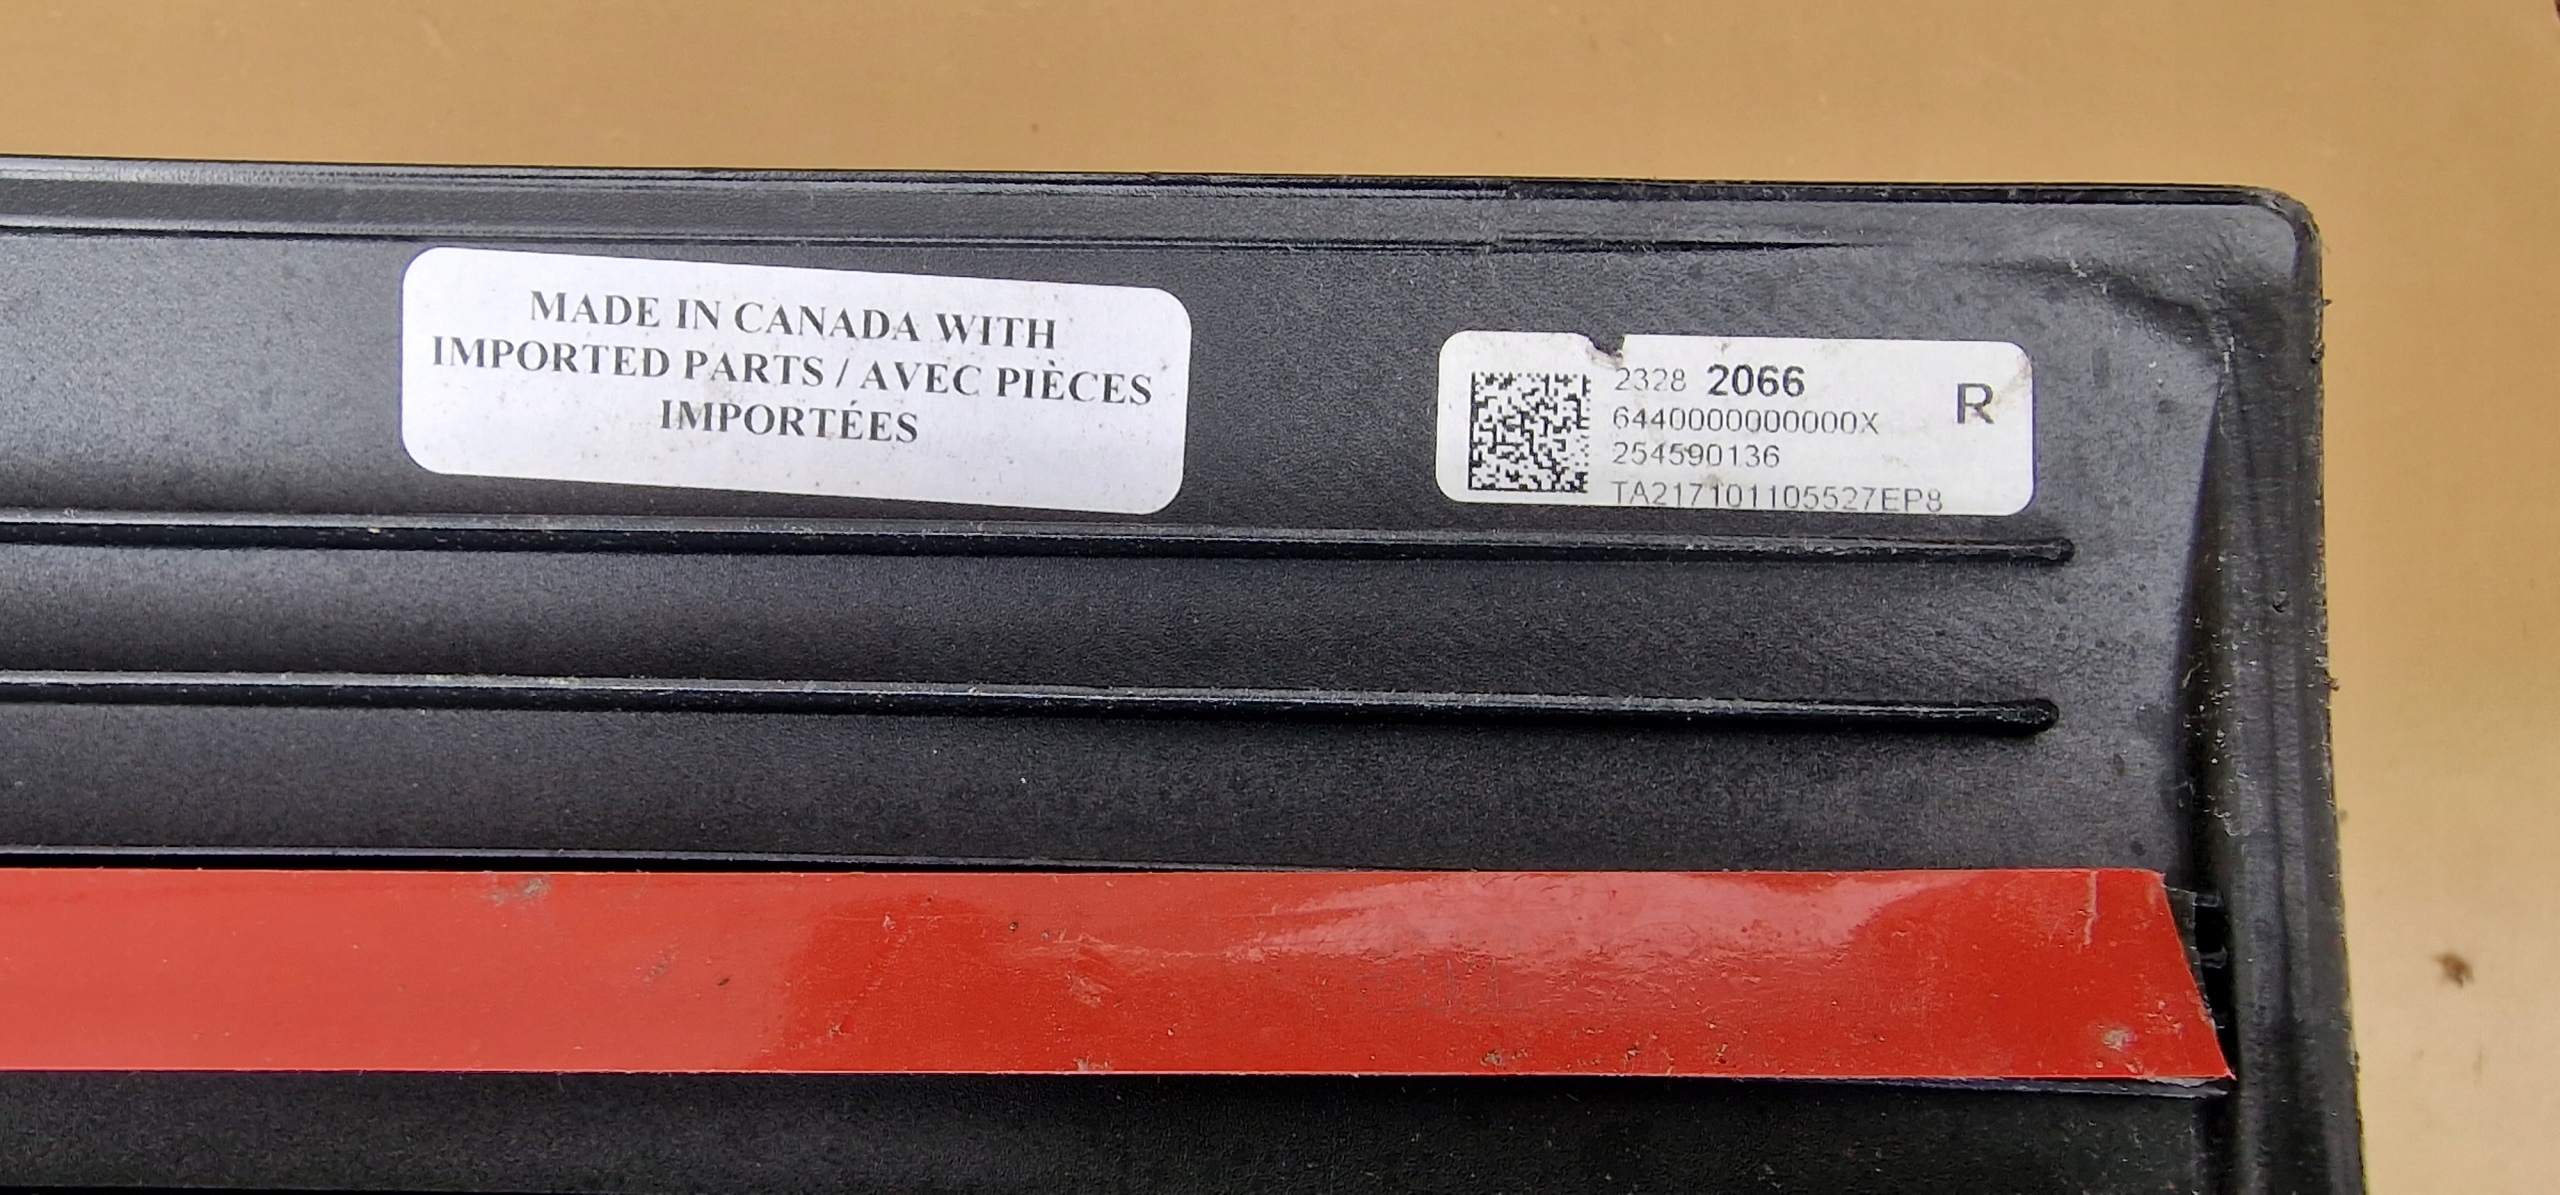 MADE IN CANADA WITH
IMPORTED PARTS / AVEC PIÈCES
IMPORTÉES
2328 2066
R
6440000000000X
254590136
TA217101105527EP8